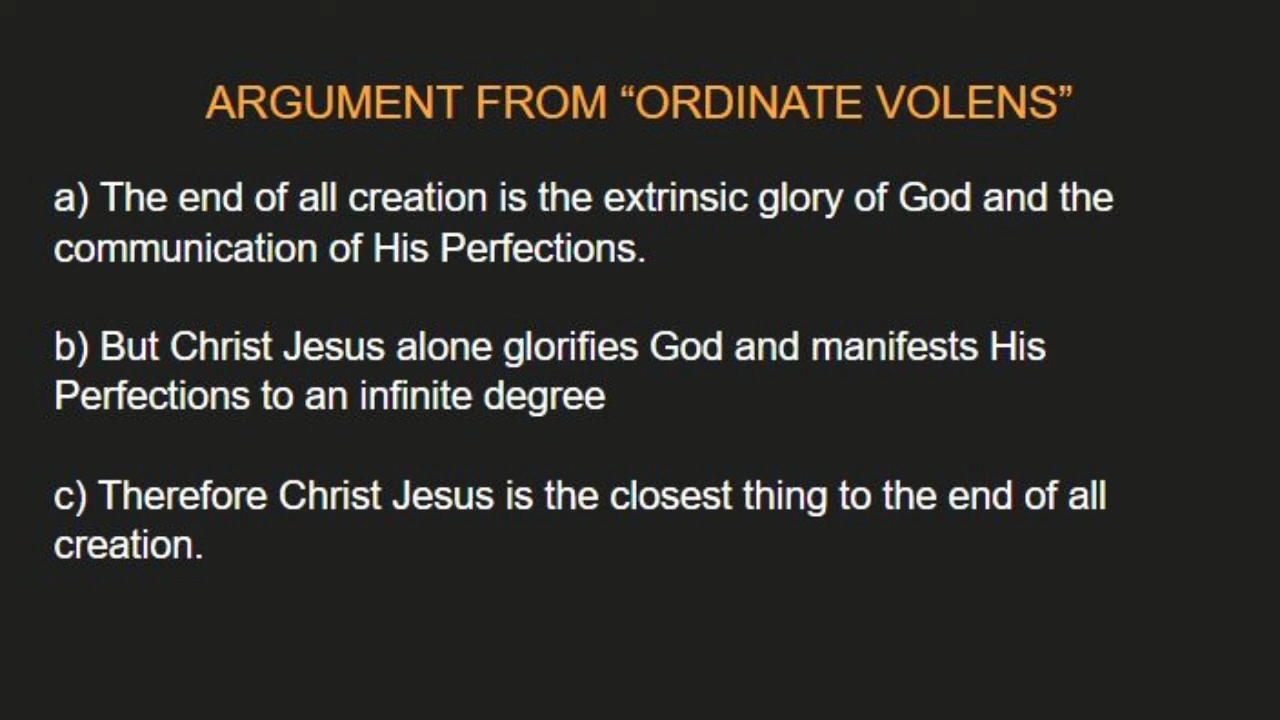 ARGUMENT FROM “ORDINATE VOLENS”
a) The end of all creation is the extrinsic glory of God and the
communication of His Perfections.
b) But Christ Jesus alone glorifies God and manifests His
Perfections to an infinite degree
c) Therefore Christ Jesus is the closest thing to the end of all
creation.